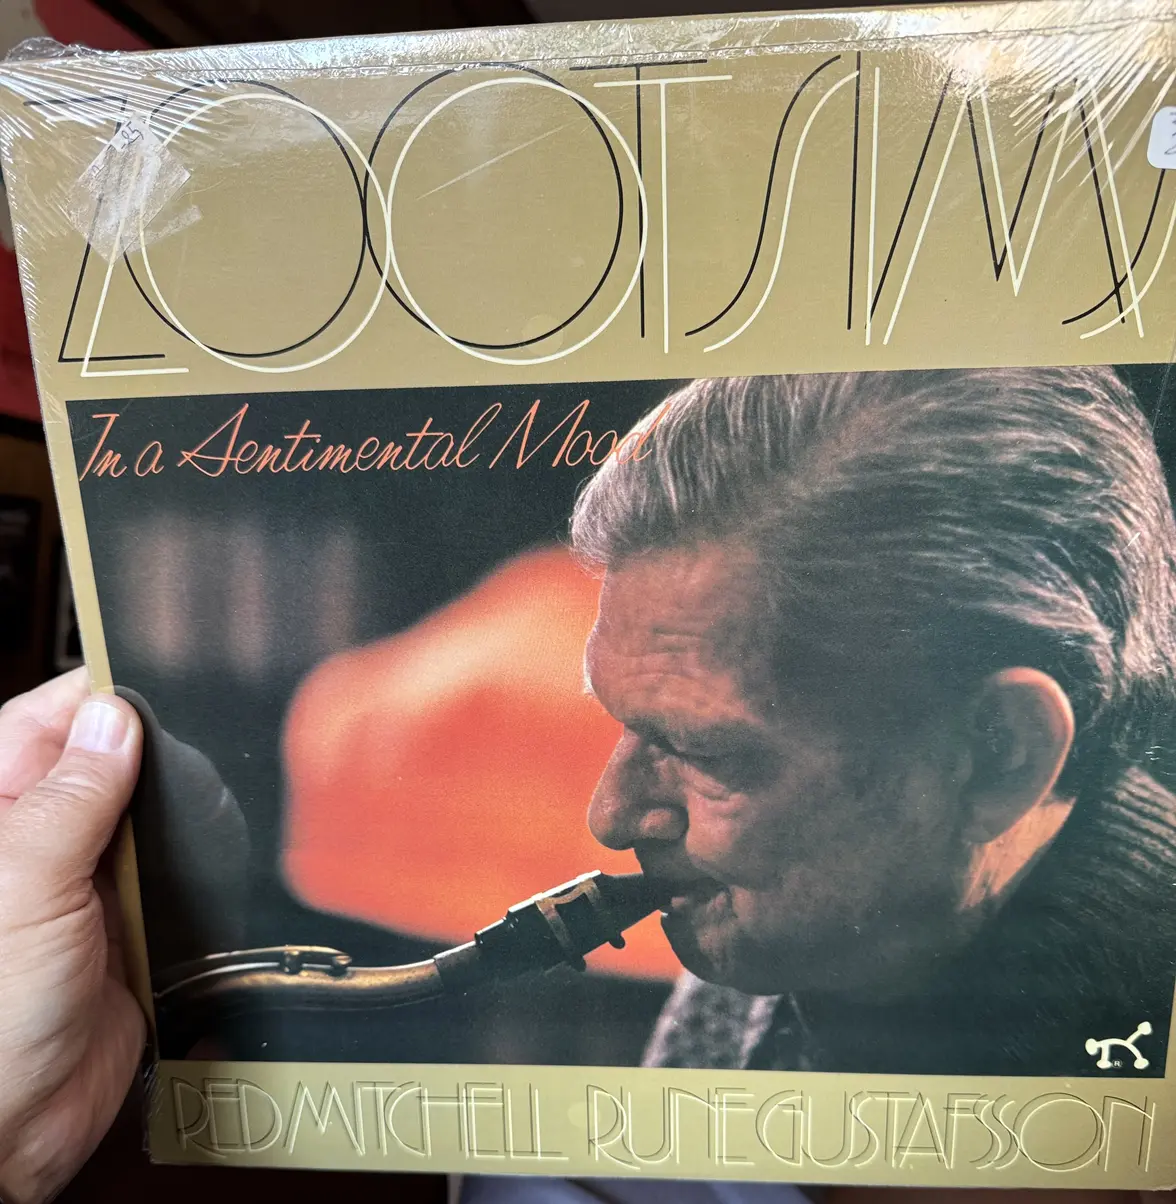 ZOOT SIMS
In a Sentimental Mood
RED MITCHELL RUNE GUSTAFSSON